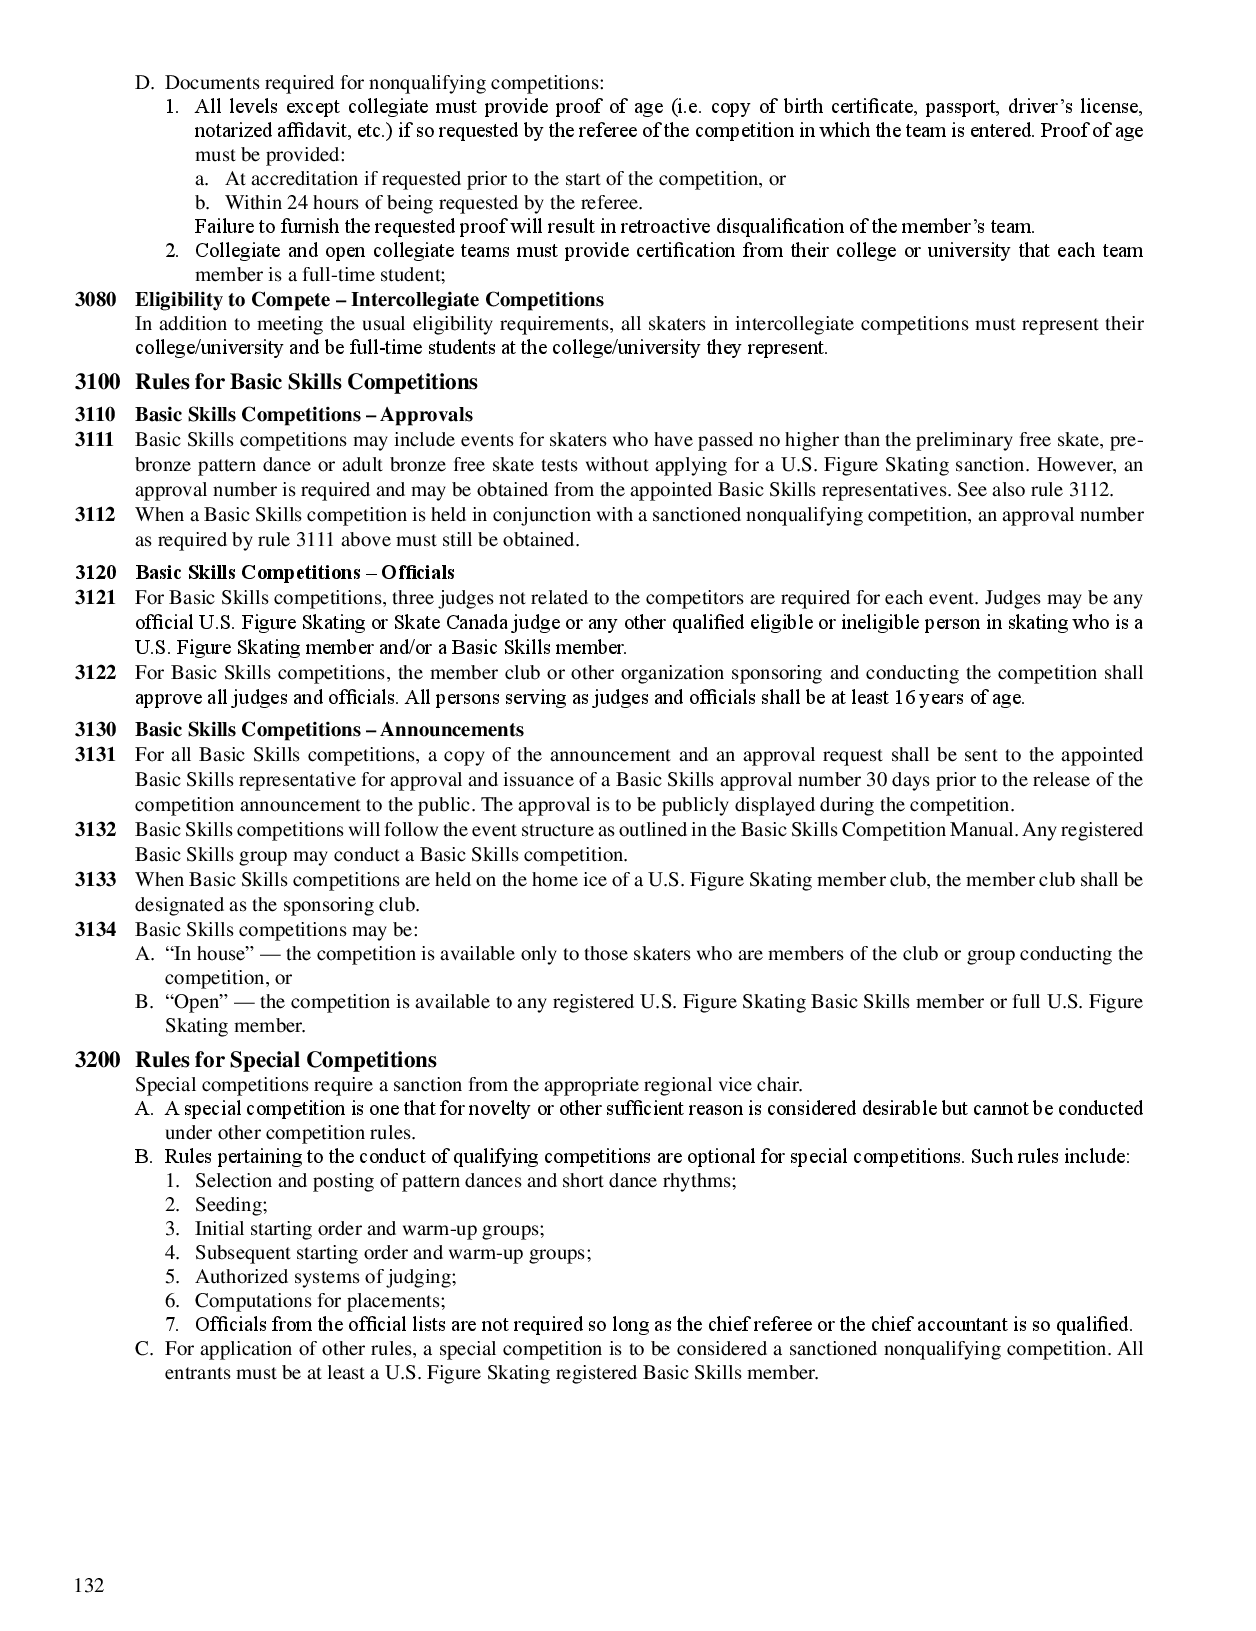 D. Documents required for nonqualifying competitions:
1. All levels except collegiate must provide proof of age (i.e. copy of birth certificate, passport, driver’s license,
notarized affidavit, etc.) if so requested by the referee of the competition in which the team is entered. Proof of age
must be provided:
a. At accreditation if requested prior to the start of the competition, or
b. Within 24 hours of being requested by the referee.
Failure to furnish the requested proof will result in retroactive disqualification of the member’s team.
2. Collegiate and open collegiate teams must provide certification from their college or university that each team
member is a full-time student;
3080 Eligibility to Compete – Intercollegiate Competitions
In addition to meeting the usual eligibility requirements, all skaters in intercollegiate competitions must represent their
college/university and be full-time students at the college/university they represent.
3100 Rules for Basic Skills Competitions
3110 Basic Skills Competitions – Approvals
3111 Basic Skills competitions may include events for skaters who have passed no higher than the preliminary free skate, pre-
bronze pattern dance or adult bronze free skate tests without applying for a U.S. Figure Skating sanction. However, an
approval number is required and may be obtained from the appointed Basic Skills representatives. See also rule 3112.
3112 When a Basic Skills competition is held in conjunction with a sanctioned nonqualifying competition, an approval number
as required by rule 3111 above must still be obtained.
3120 Basic Skills Competitions – Officials
3121 For Basic Skills competitions, three judges not related to the competitors are required for each event. Judges may be any
official U.S. Figure Skating or Skate Canada judge or any other qualified eligible or ineligible person in skating who is a
U.S. Figure Skating member and/or a Basic Skills member.
3122 For Basic Skills competitions, the member club or other organization sponsoring and conducting the competition shall
approve all judges and officials. All persons serving as judges and officials shall be at least 16 years of age.
3130 Basic Skills Competitions – Announcements
3131 For all Basic Skills competitions, a copy of the announcement and an approval request shall be sent to the appointed
Basic Skills representative for approval and issuance of a Basic Skills approval number 30 days prior to the release of the
competition announcement to the public. The approval is to be publicly displayed during the competition.
3132 Basic Skills competitions will follow the event structure as outlined in the Basic Skills Competition Manual. Any registered
Basic Skills group may conduct a Basic Skills competition.
3133 When Basic Skills competitions are held on the home ice of a U.S. Figure Skating member club, the member club shall be
designated as the sponsoring club.
3134 Basic Skills competitions may be:
A. “In house” — the competition is available only to those skaters who are members of the club or group conducting the
competition, or
B. “Open” — the competition is available to any registered U.S. Figure Skating Basic Skills member or full U.S. Figure
Skating member.
3200 Rules for Special Competitions
Special competitions require a sanction from the appropriate regional vice chair.
A. A special competition is one that for novelty or other sufficient reason is considered desirable but cannot be conducted
under other competition rules.
B. Rules pertaining to the conduct of qualifying competitions are optional for special competitions. Such rules include:
1. Selection and posting of pattern dances and short dance rhythms;
2. Seeding;
3. Initial starting order and warm-up groups;
4. Subsequent starting order and warm-up groups;
5. Authorized systems of judging;
6. Computations for placements;
7. Officials from the official lists are not required so long as the chief referee or the chief accountant is so qualified.
C. For application of other rules, a special competition is to be considered a sanctioned nonqualifying competition. All
entrants must be at least a U.S. Figure Skating registered Basic Skills member.
132